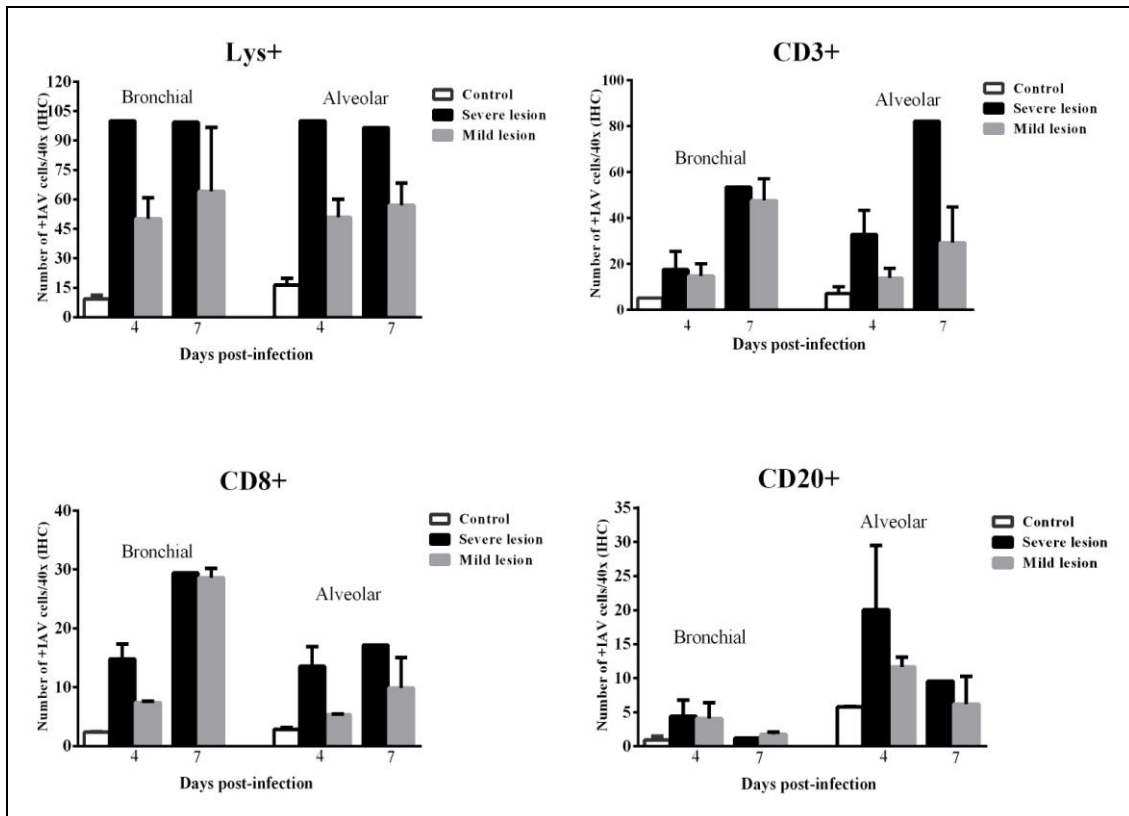 Lys+
Number of +IAV cells/40x (IHC)
120
105
90
75
60
45
30
15
0
Bronchial
Alveolar
Control
Severe lesion
Mild lesion
4
7
4
7
Days post-infection
CD3+
Number of +IAV cells/40x (IHC)
100
80
60
40
20
0
Bronchial
Alveolar
Control
Severe lesion
Mild lesion
4
7
4
7
Days post-infection
CD8+
Number of +IAV cells/40x (IHC)
40
30
20
10
0
Bronchial
Alveolar
Control
Severe lesion
Mild lesion
4
7
4
7
Days post-infection
CD20+
Number of +IAV cells/40x (IHC)
35
30
25
20
15
10
5
0
Bronchial
Alveolar
Control
Severe lesion
Mild lesion
4
7
4
7
Days post-infection